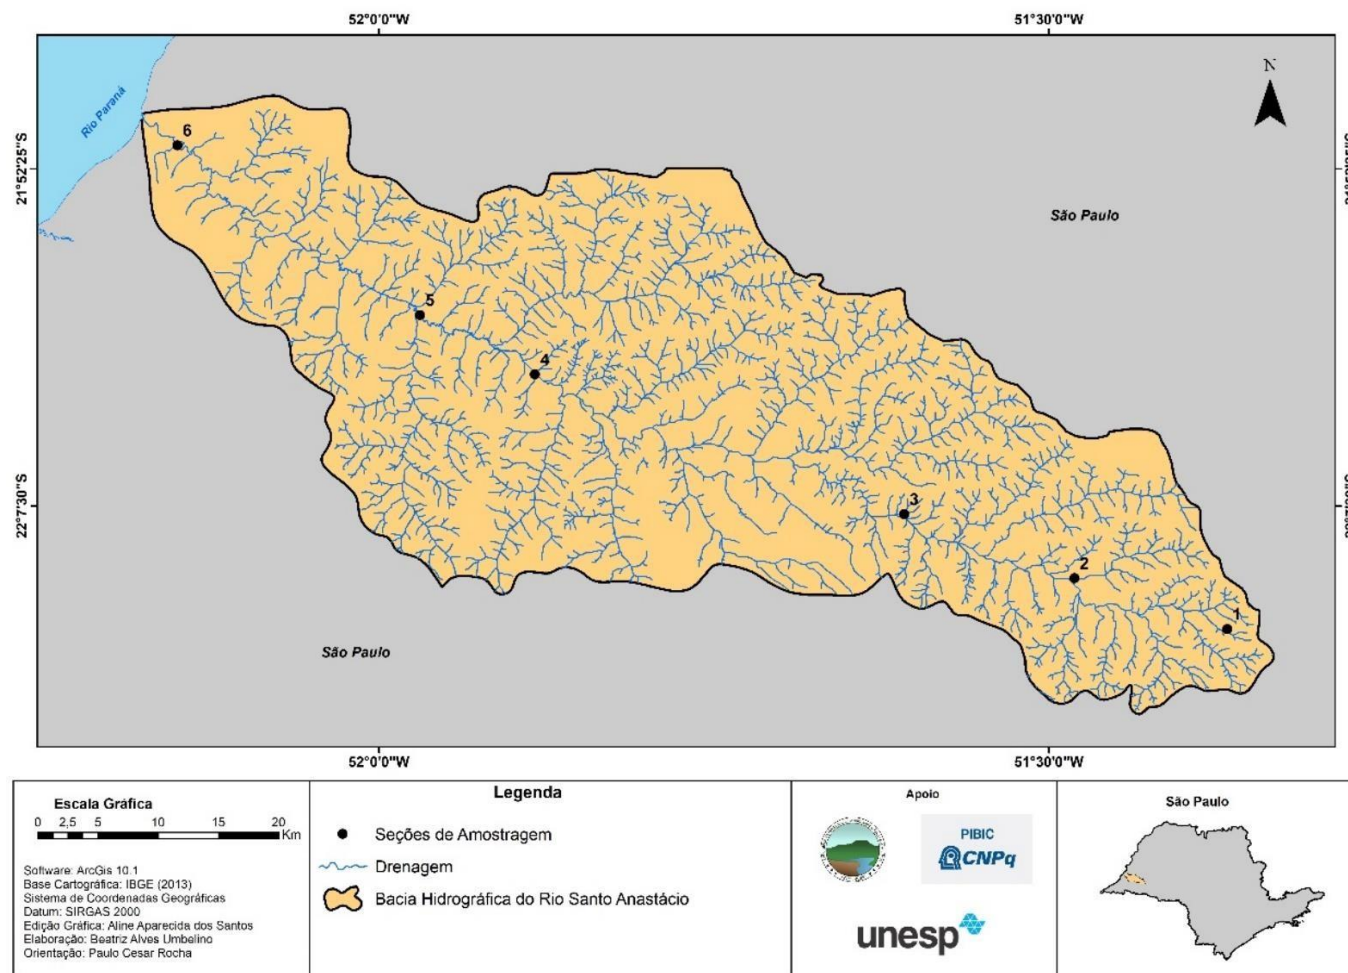 52°0'0"W
51°30'0"W
N
Rio Paraná
6
21°52'25"S
São Paulo
5
4
22°7'30"S
3
2
1
São Paulo
52°0'0"W
51°30'0"W
Escala Gráfica
0 2,5 5 10 15 20
Km
Software: ArcGis 10.1
Base Cartográfica: IBGE (2013)
Sistema de Coordenadas Geográficas
Datum: SIRGAS 2000
Edição Gráfica: Aline Aparecida dos Santos
Elaboração: Beatriz Alves Umbelino
Orientação: Paulo Cesar Rocha
Legenda
Seções de Amostragem
Drenagem
Bacia Hidrográfica do Rio Santo Anastácio
Apoio
PIBIC
CNPq
unesp
São Paulo